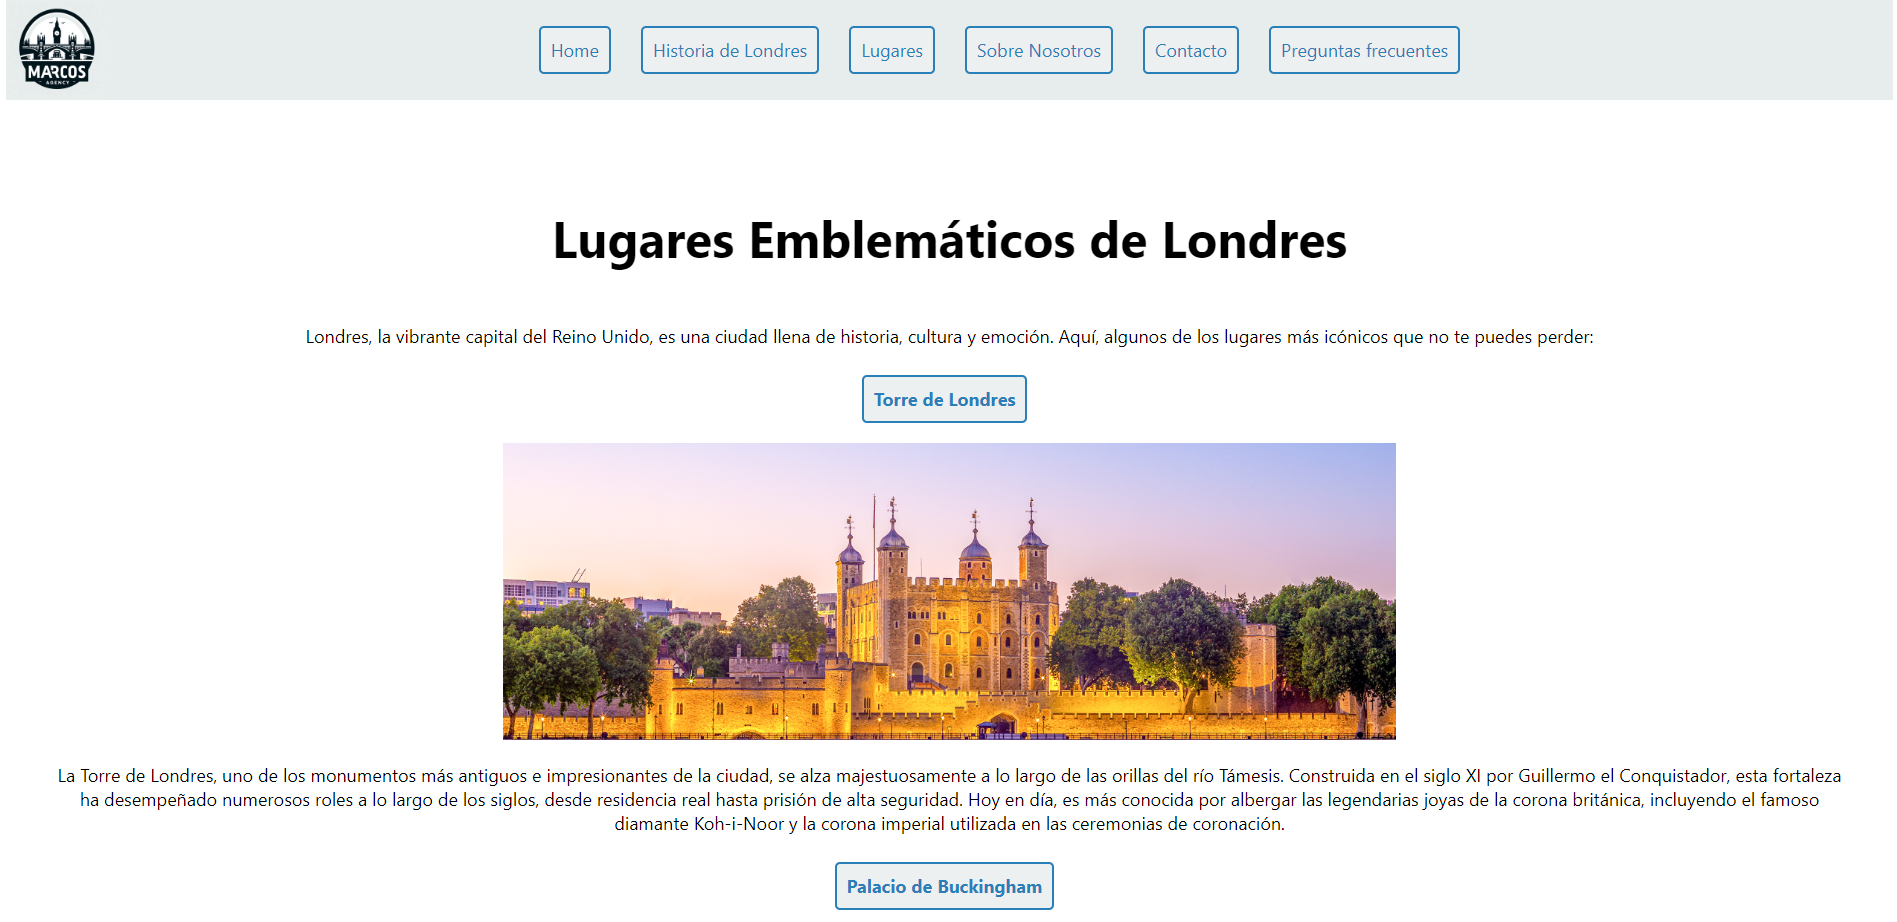 MARCOS
AGENCY
Home
Historia de Londres
Lugares
Sobre Nosotros
Contacto
Preguntas frecuentes
Lugares Emblemáticos de Londres
Londres, la vibrante capital del Reino Unido, es una ciudad llena de historia, cultura y emoción. Aquí, algunos de los lugares más icónicos que no te puedes perder:
Torre de Londres
La Torre de Londres, uno de los monumentos más antiguos e impresionantes de la ciudad, se alza majestuosamente a lo largo de las orillas del río Támesis. Construida en el siglo XI por Guillermo el Conquistador, esta fortaleza
ha desempeñado numerosos roles a lo largo de los siglos, desde residencia real hasta prisión de alta seguridad. Hoy en día, es más conocida por albergar las legendarias joyas de la corona británica, incluyendo el famoso
diamante Koh-i-Noor y la corona imperial utilizada en las ceremonias de coronación.
Palacio de Buckingham